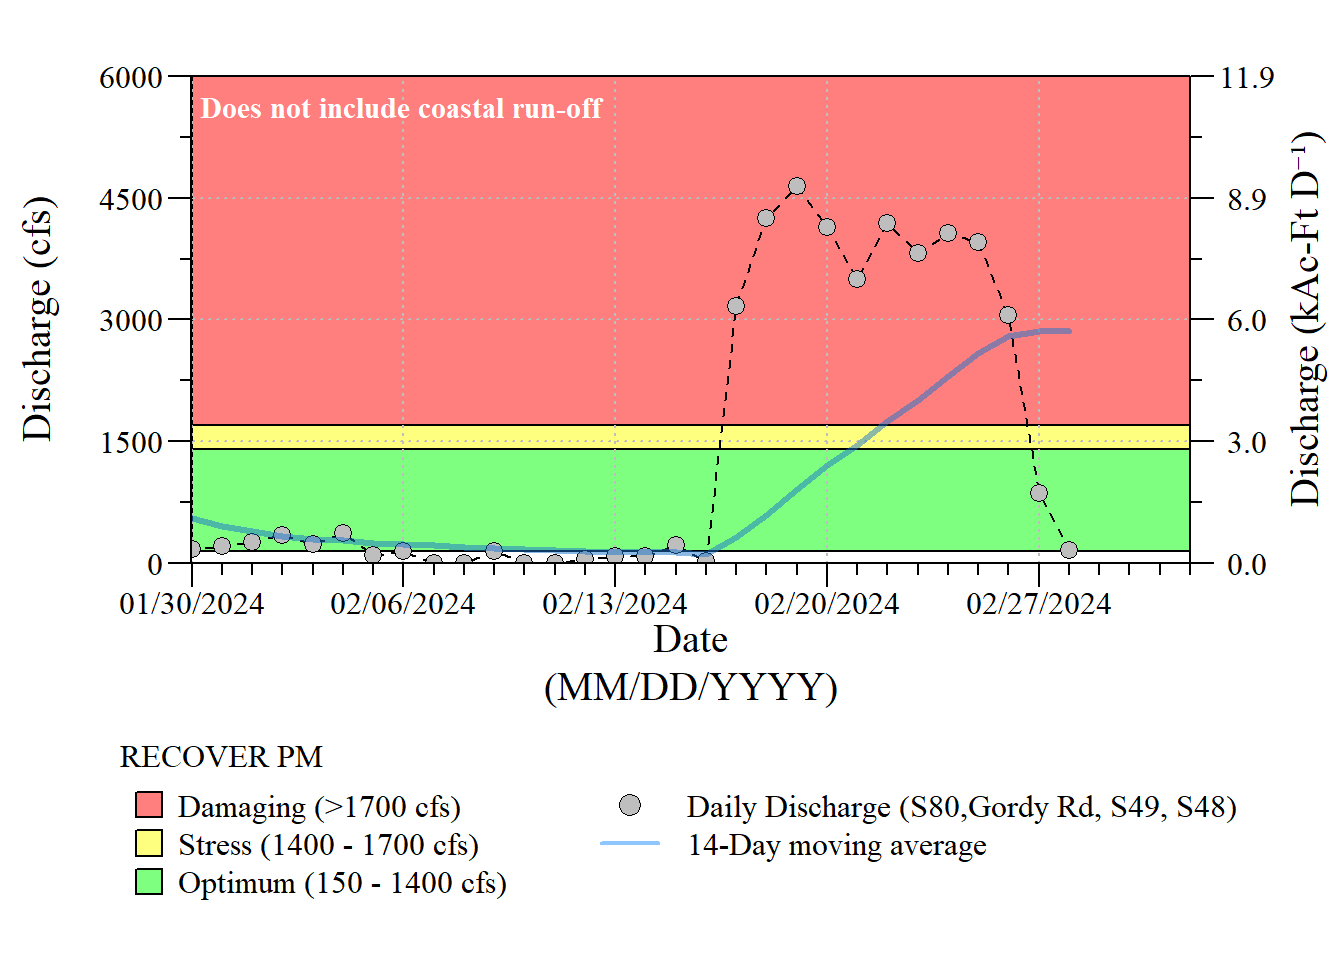 Does not include coastal run-off
6000
4500
3000
1500
0
Discharge (cfs)
11.9
8.9
6.0
3.0
0.0
Discharge (kAc-Ft D⁻¹)
01/30/2024 02/06/2024 02/13/2024 02/20/2024 02/27/2024
Date
(MM/DD/YYYY)
RECOVER PM
Damaging (>1700 cfs)
Stress (1400 - 1700 cfs)
Optimum (150 - 1400 cfs)
Daily Discharge (S80,Gordy Rd, S49, S48)
14-Day moving average